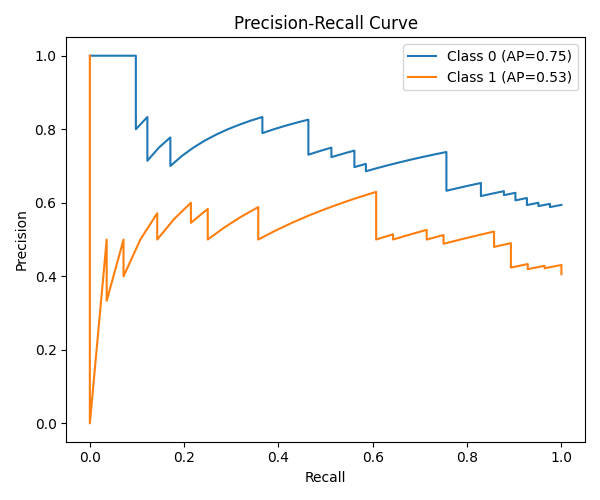 Precision-Recall Curve
Class 0 (AP=0.75)
Class 1 (AP=0.53)
Precision
1.0
0.8
0.6
0.4
0.2
0.0
0.0 0.2 0.4 0.6 0.8 1.0
Recall